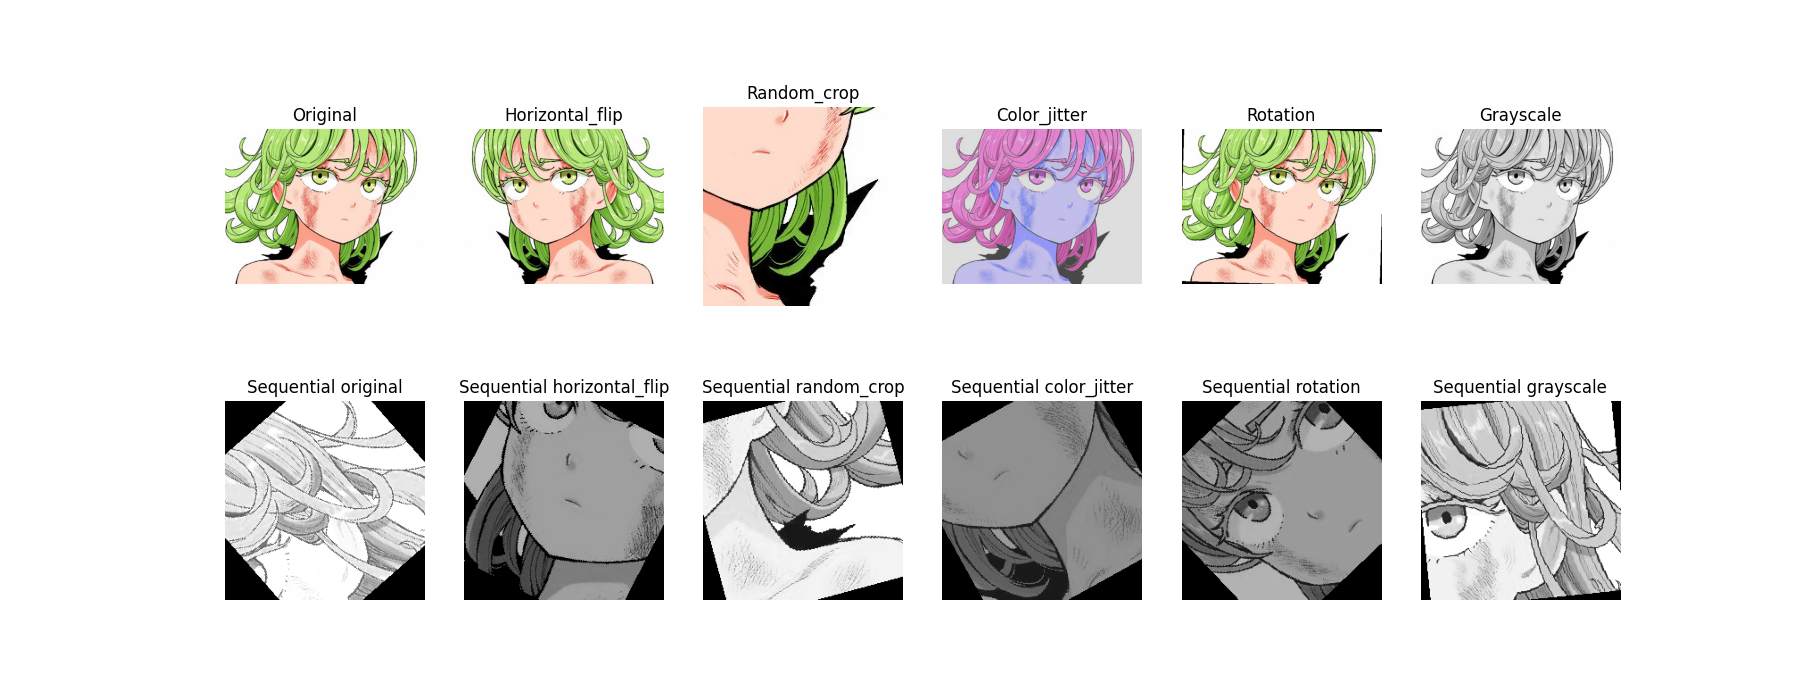 Original
Horizontal_flip
Random_crop
Color_jitter
Rotation
Grayscale
Sequential original
Sequential horizontal_flip
Sequential random_crop
Sequential color_jitter
Sequential rotation
Sequential grayscale